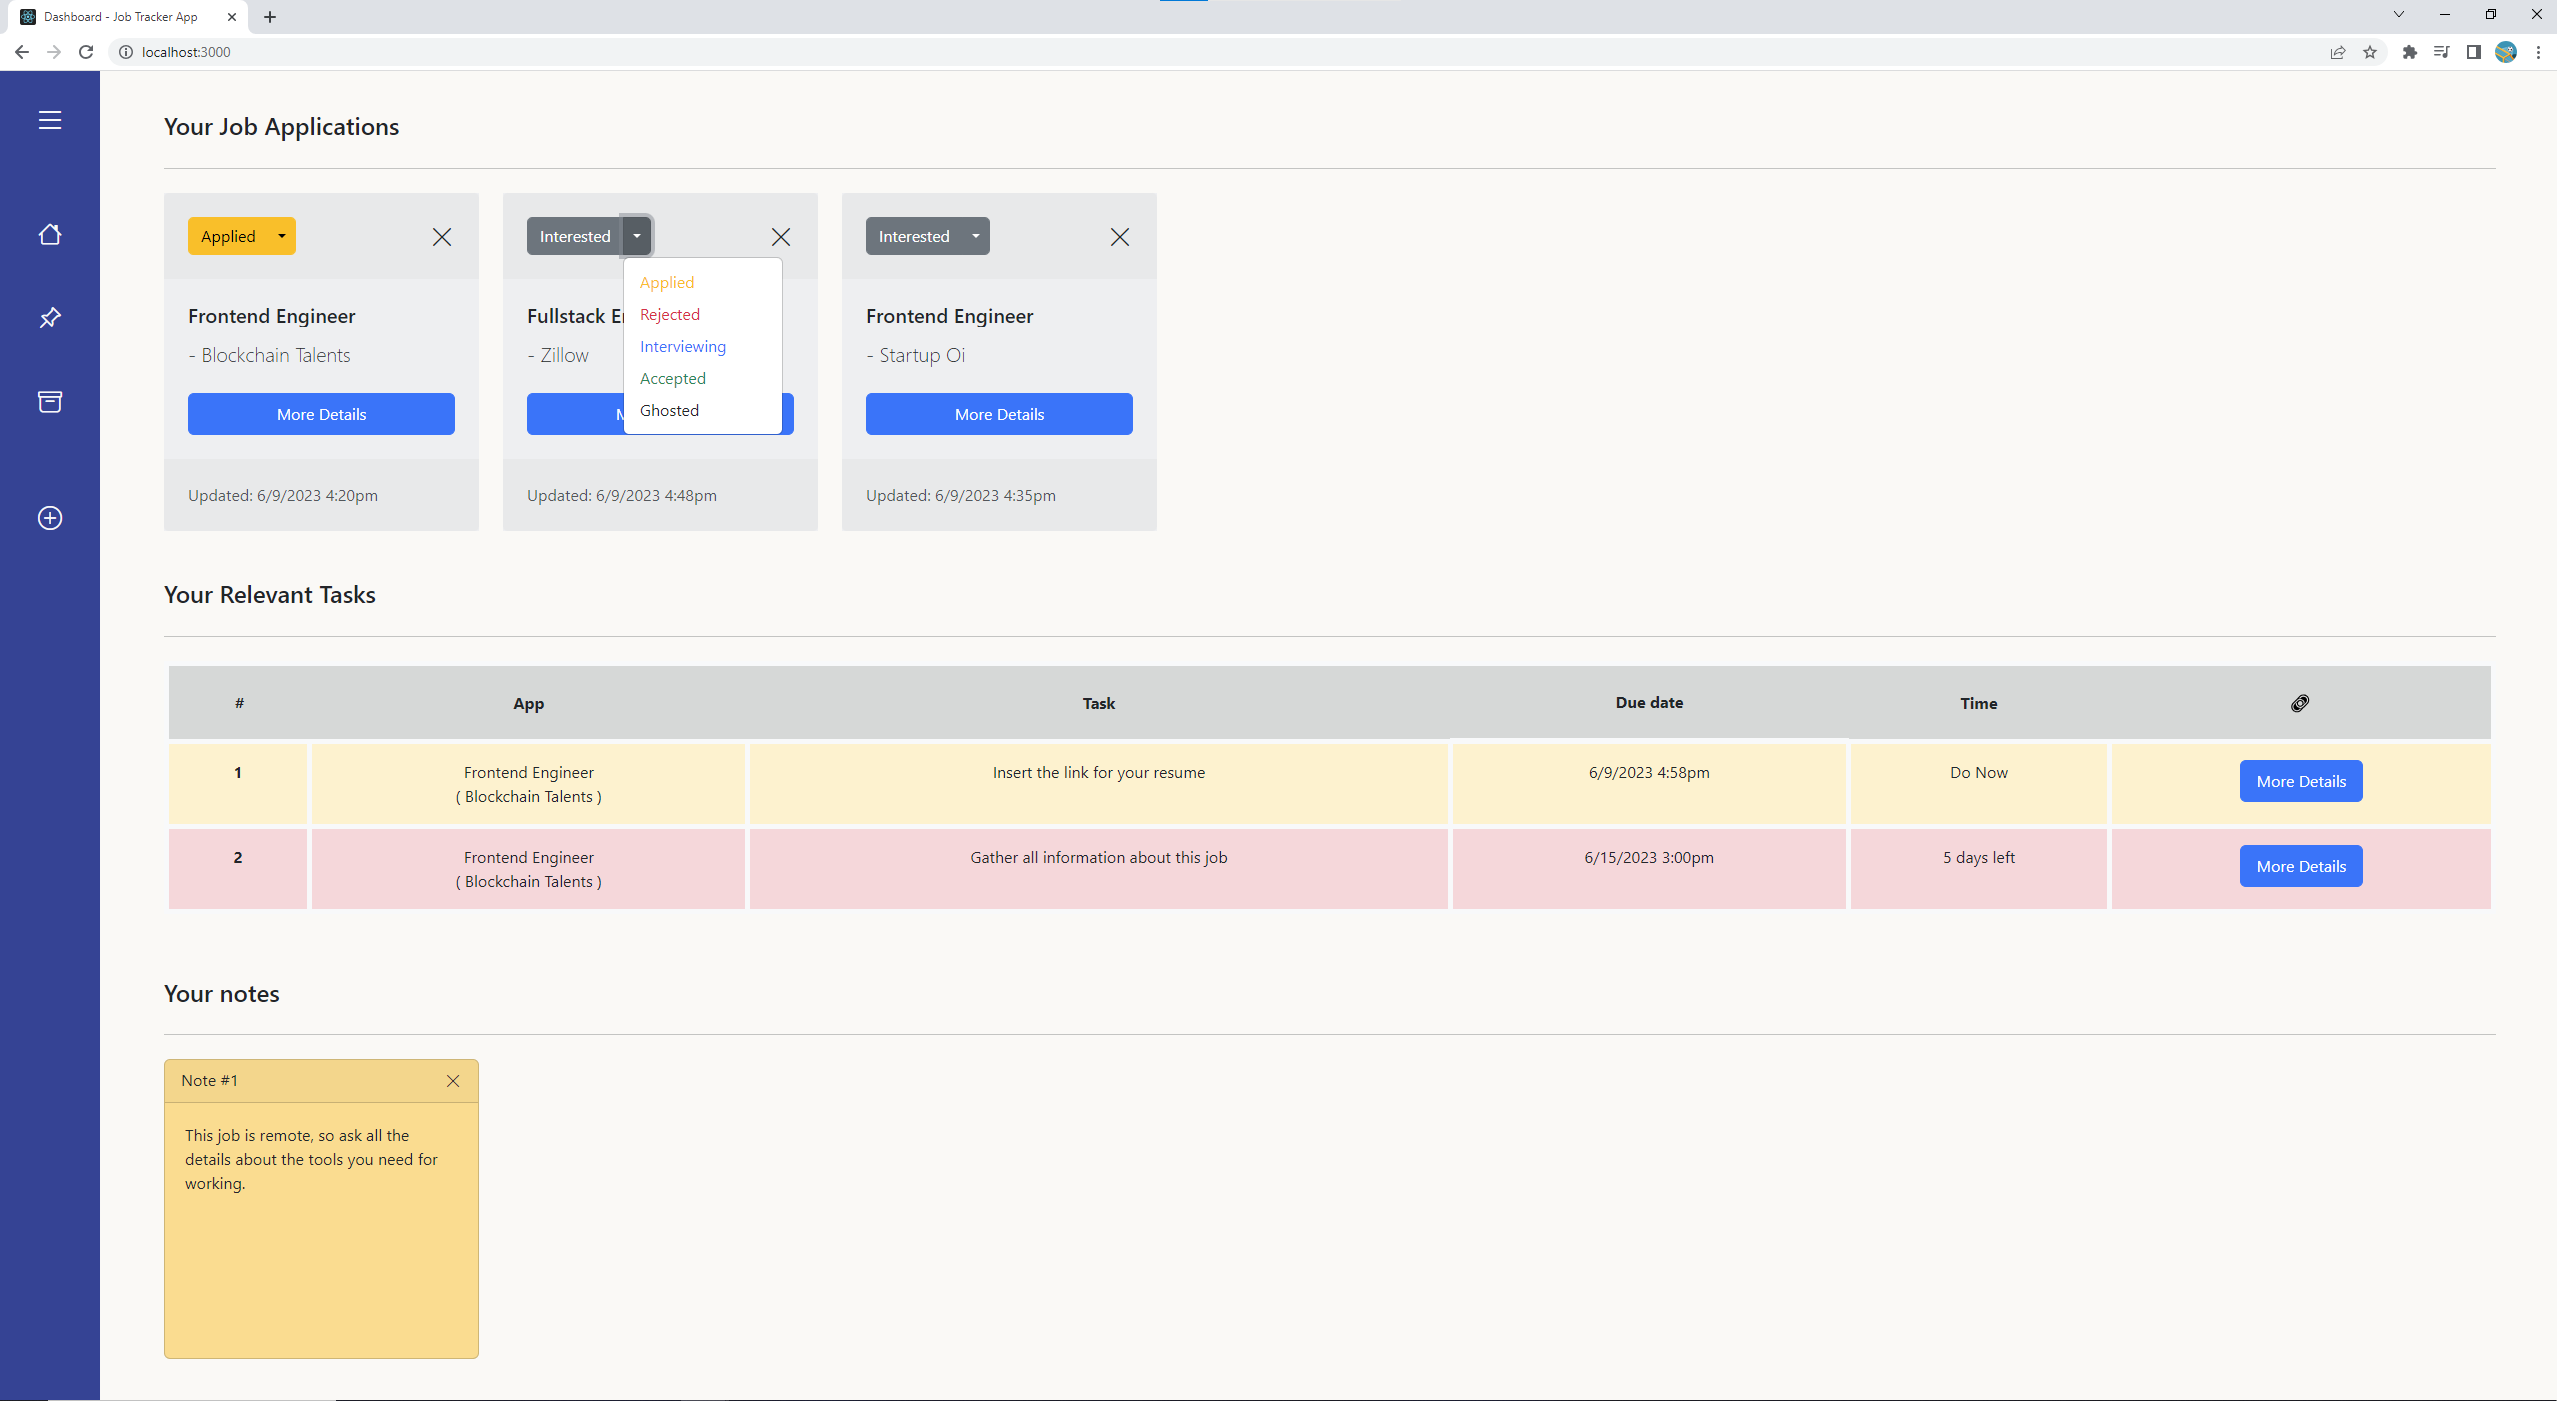 Dashboard - Job Tracker App
localhost:3000
Your Job Applications
Applied
Interested
Interested
Applied
Rejected
Interviewing
Accepted
Ghosted
Frontend Engineer
- Blockchain Talents
More Details
Updated: 6/9/2023 4:20pm
Fullstack
- Zillow
Updated: 6/9/2023 4:48pm
Frontend Engineer
- Startup Oi
More Details
Updated: 6/9/2023 4:35pm
Your Relevant Tasks
# App Task Due date Time
1 Frontend Engineer Insert the link for your resume 6/9/2023 4:58pm Do Now More Details
( Blockchain Talents )
2 Frontend Engineer Gather all information about this job 6/15/2023 3:00pm 5 days left More Details
( Blockchain Talents )
Your notes
Note #1
This job is remote, so ask all the
details about the tools you need for
working.